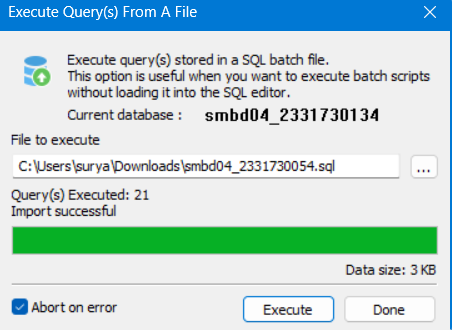 Execute Query(s) From A File
Execute query(s) stored in a SQL batch file.
This option is useful when you want to execute batch scripts
without loading it into the SQL editor.
Current database : smbd04_2331730134
File to execute
C:\Users\surya\Downloads\smbd04_2331730054.sql
...
Query(s) Executed: 21
Import successful
Data size: 3 KB
Abort on error
Execute
Done